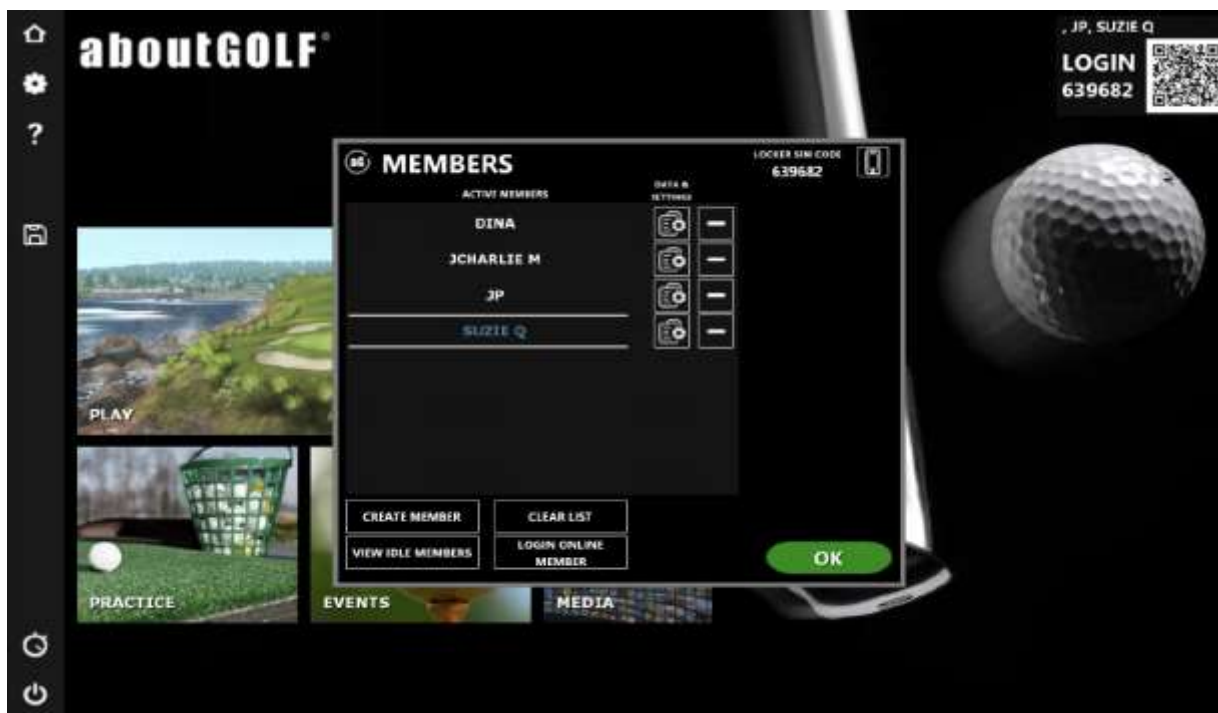 aboutGOLF®
, JP, SUZIE Q
LOGIN
639682
?
aG MEMBERS
LOCKER SIM CODE
639682
ACTIVE MEMBERS
DATA &
SETTINGS
DINA
JCHARLIE M
JP
SUZIE Q
PLAY
CREATE MEMBER
CLEAR LIST
VIEW IDLE MEMBERS
LOGIN ONLINE
MEMBER
OK
PRACTICE
EVENTS
MEDIA